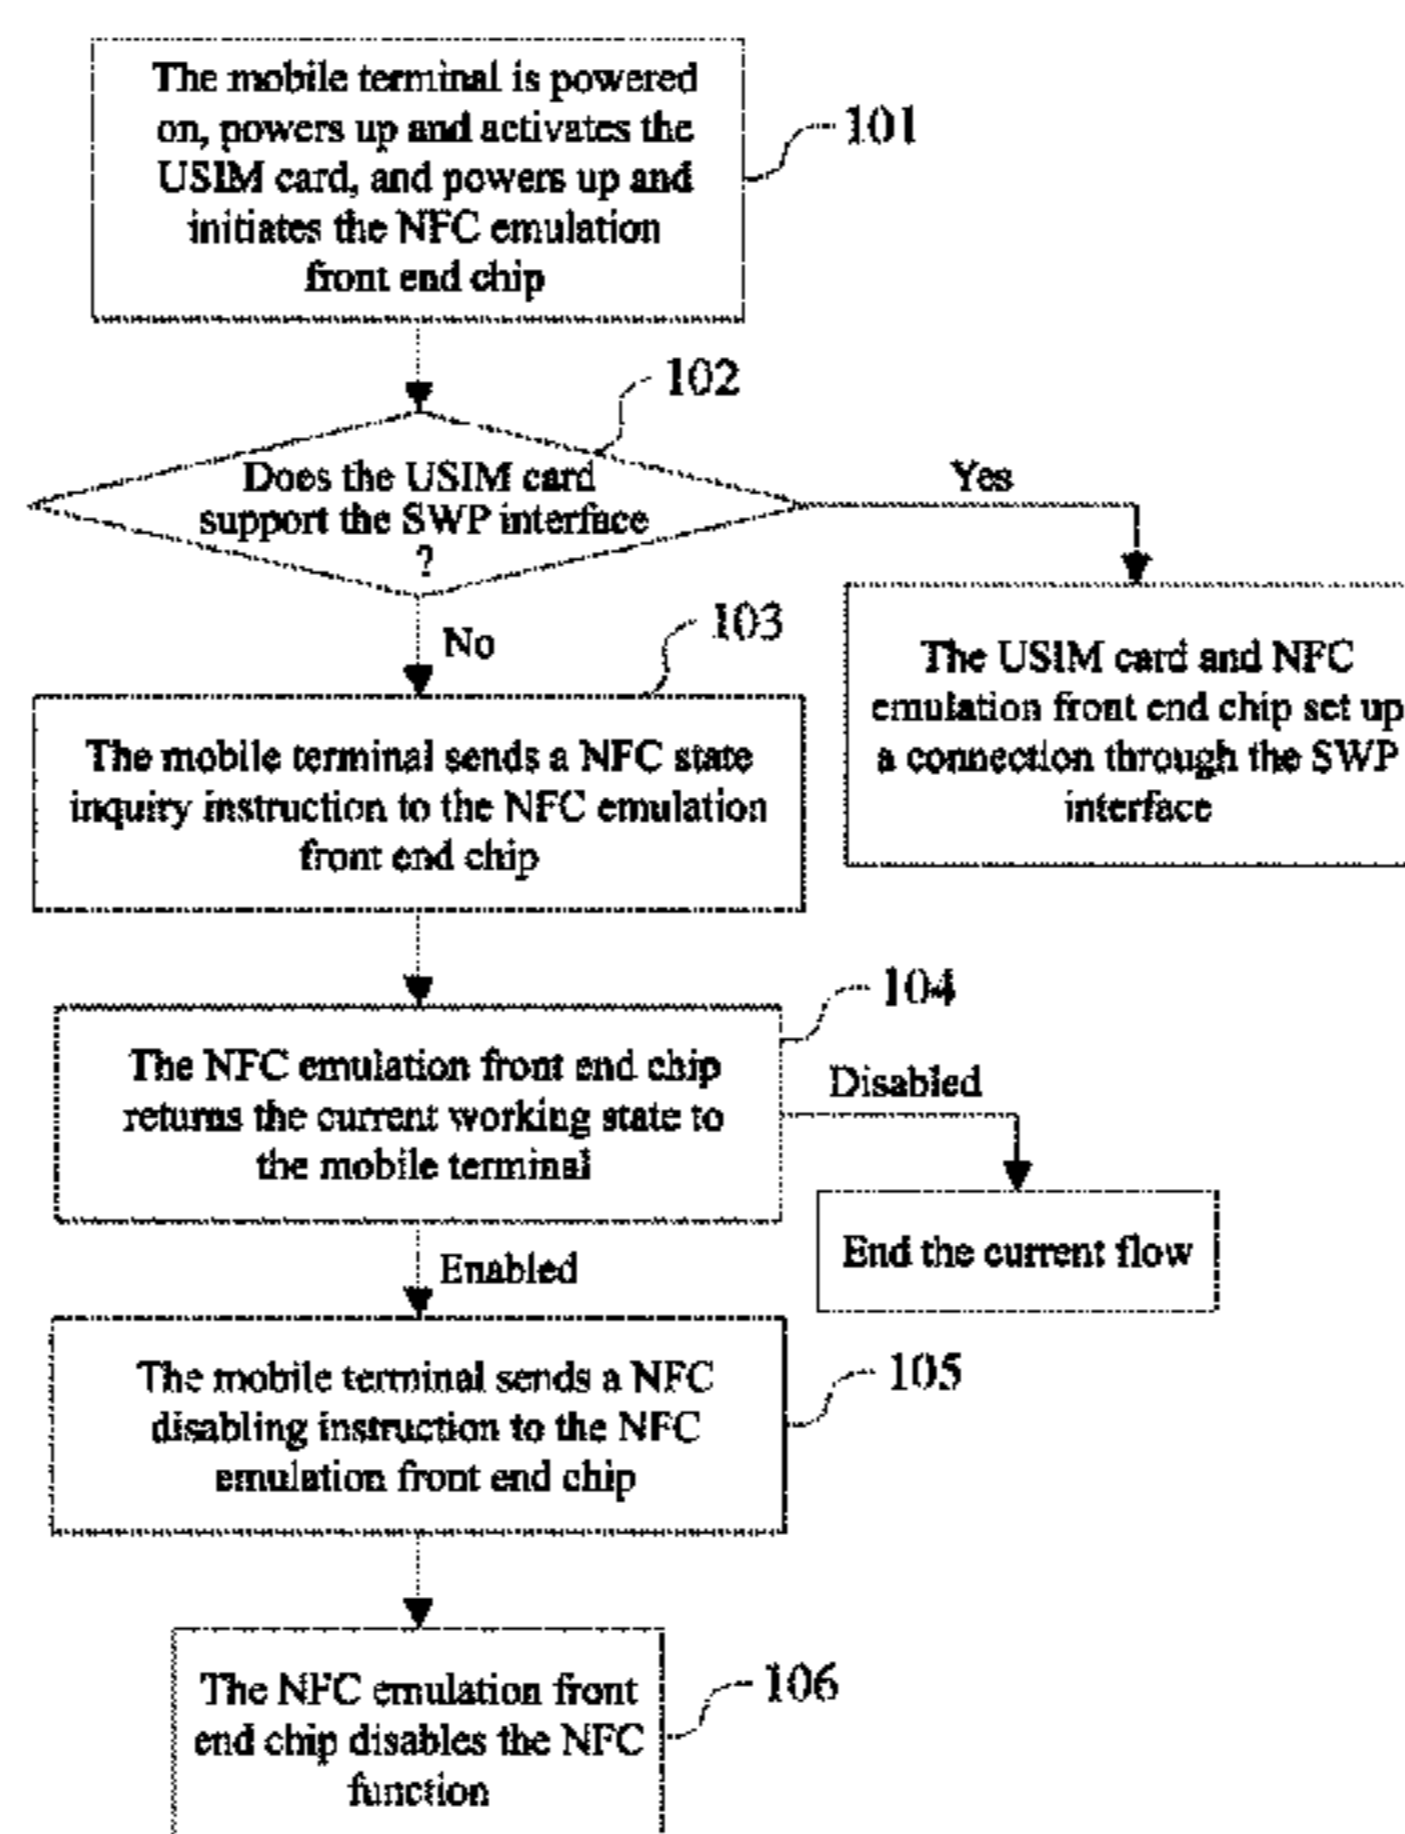 The mobile terminal is powered
on, powers up and activates the
USIM card, and powers up and
initiates the NFC emulation
front end chip
101
102
Does the USIM card
support the SWP interface
?
Yes
No
103
The USIM card and NFC
emulation front end chip set up
a connection through the SWP
interface
The mobile terminal sends a NFC state
inquiry instruction to the NFC emulation
front end chip
104
The NFC emulation front end chip
returns the current working state to
the mobile terminal
Disabled
End the current flow
Enabled
The mobile terminal sends a NFC
disabling instruction to the NFC
emulation front end chip
105
The NFC emulation front
end chip disables the NFC
function
106